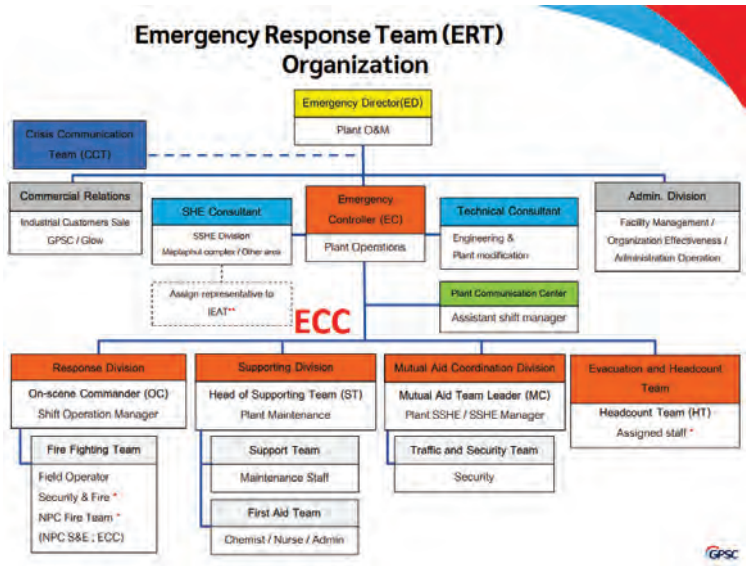 Emergency Response Team (ERT)
Organization
Emergency Director(ED)
Plant O&M
Crisis Communication
Team (CCT)
Commercial Relations
Industrial Customers Sale
GPSC / Glow
SHE Consultant
SSHE Division
Maptaphut complex / Other area
Assign representative to
IEAT**
Emergency
Controller (EC)
Plant Operations
Technical Consultant
Engineering &
Plant modification
Admin. Division
Facility Management /
Organization Effectiveness /
Administration Operation
Plant Communication Center
Assistant shift manager
ECC
Response Division
On-scene Commander (OC)
Shift Operation Manager
Fire Fighting Team
Field Operator
Security & Fire *
NPC Fire Team *
(NPC S&E ; ECC)
Supporting Division
Head of Supporting Team (ST)
Plant Maintenance
Support Team
Maintenance Staff
First Aid Team
Chemist / Nurse / Admin
Mutual Aid Coordination Division
Mutual Aid Team Leader (MC)
Plant SSHE / SSHE Manager
Traffic and Security Team
Security
Evacuation and Headcount
Team
Headcount Team (HT)
Assigned staff *
GPSC